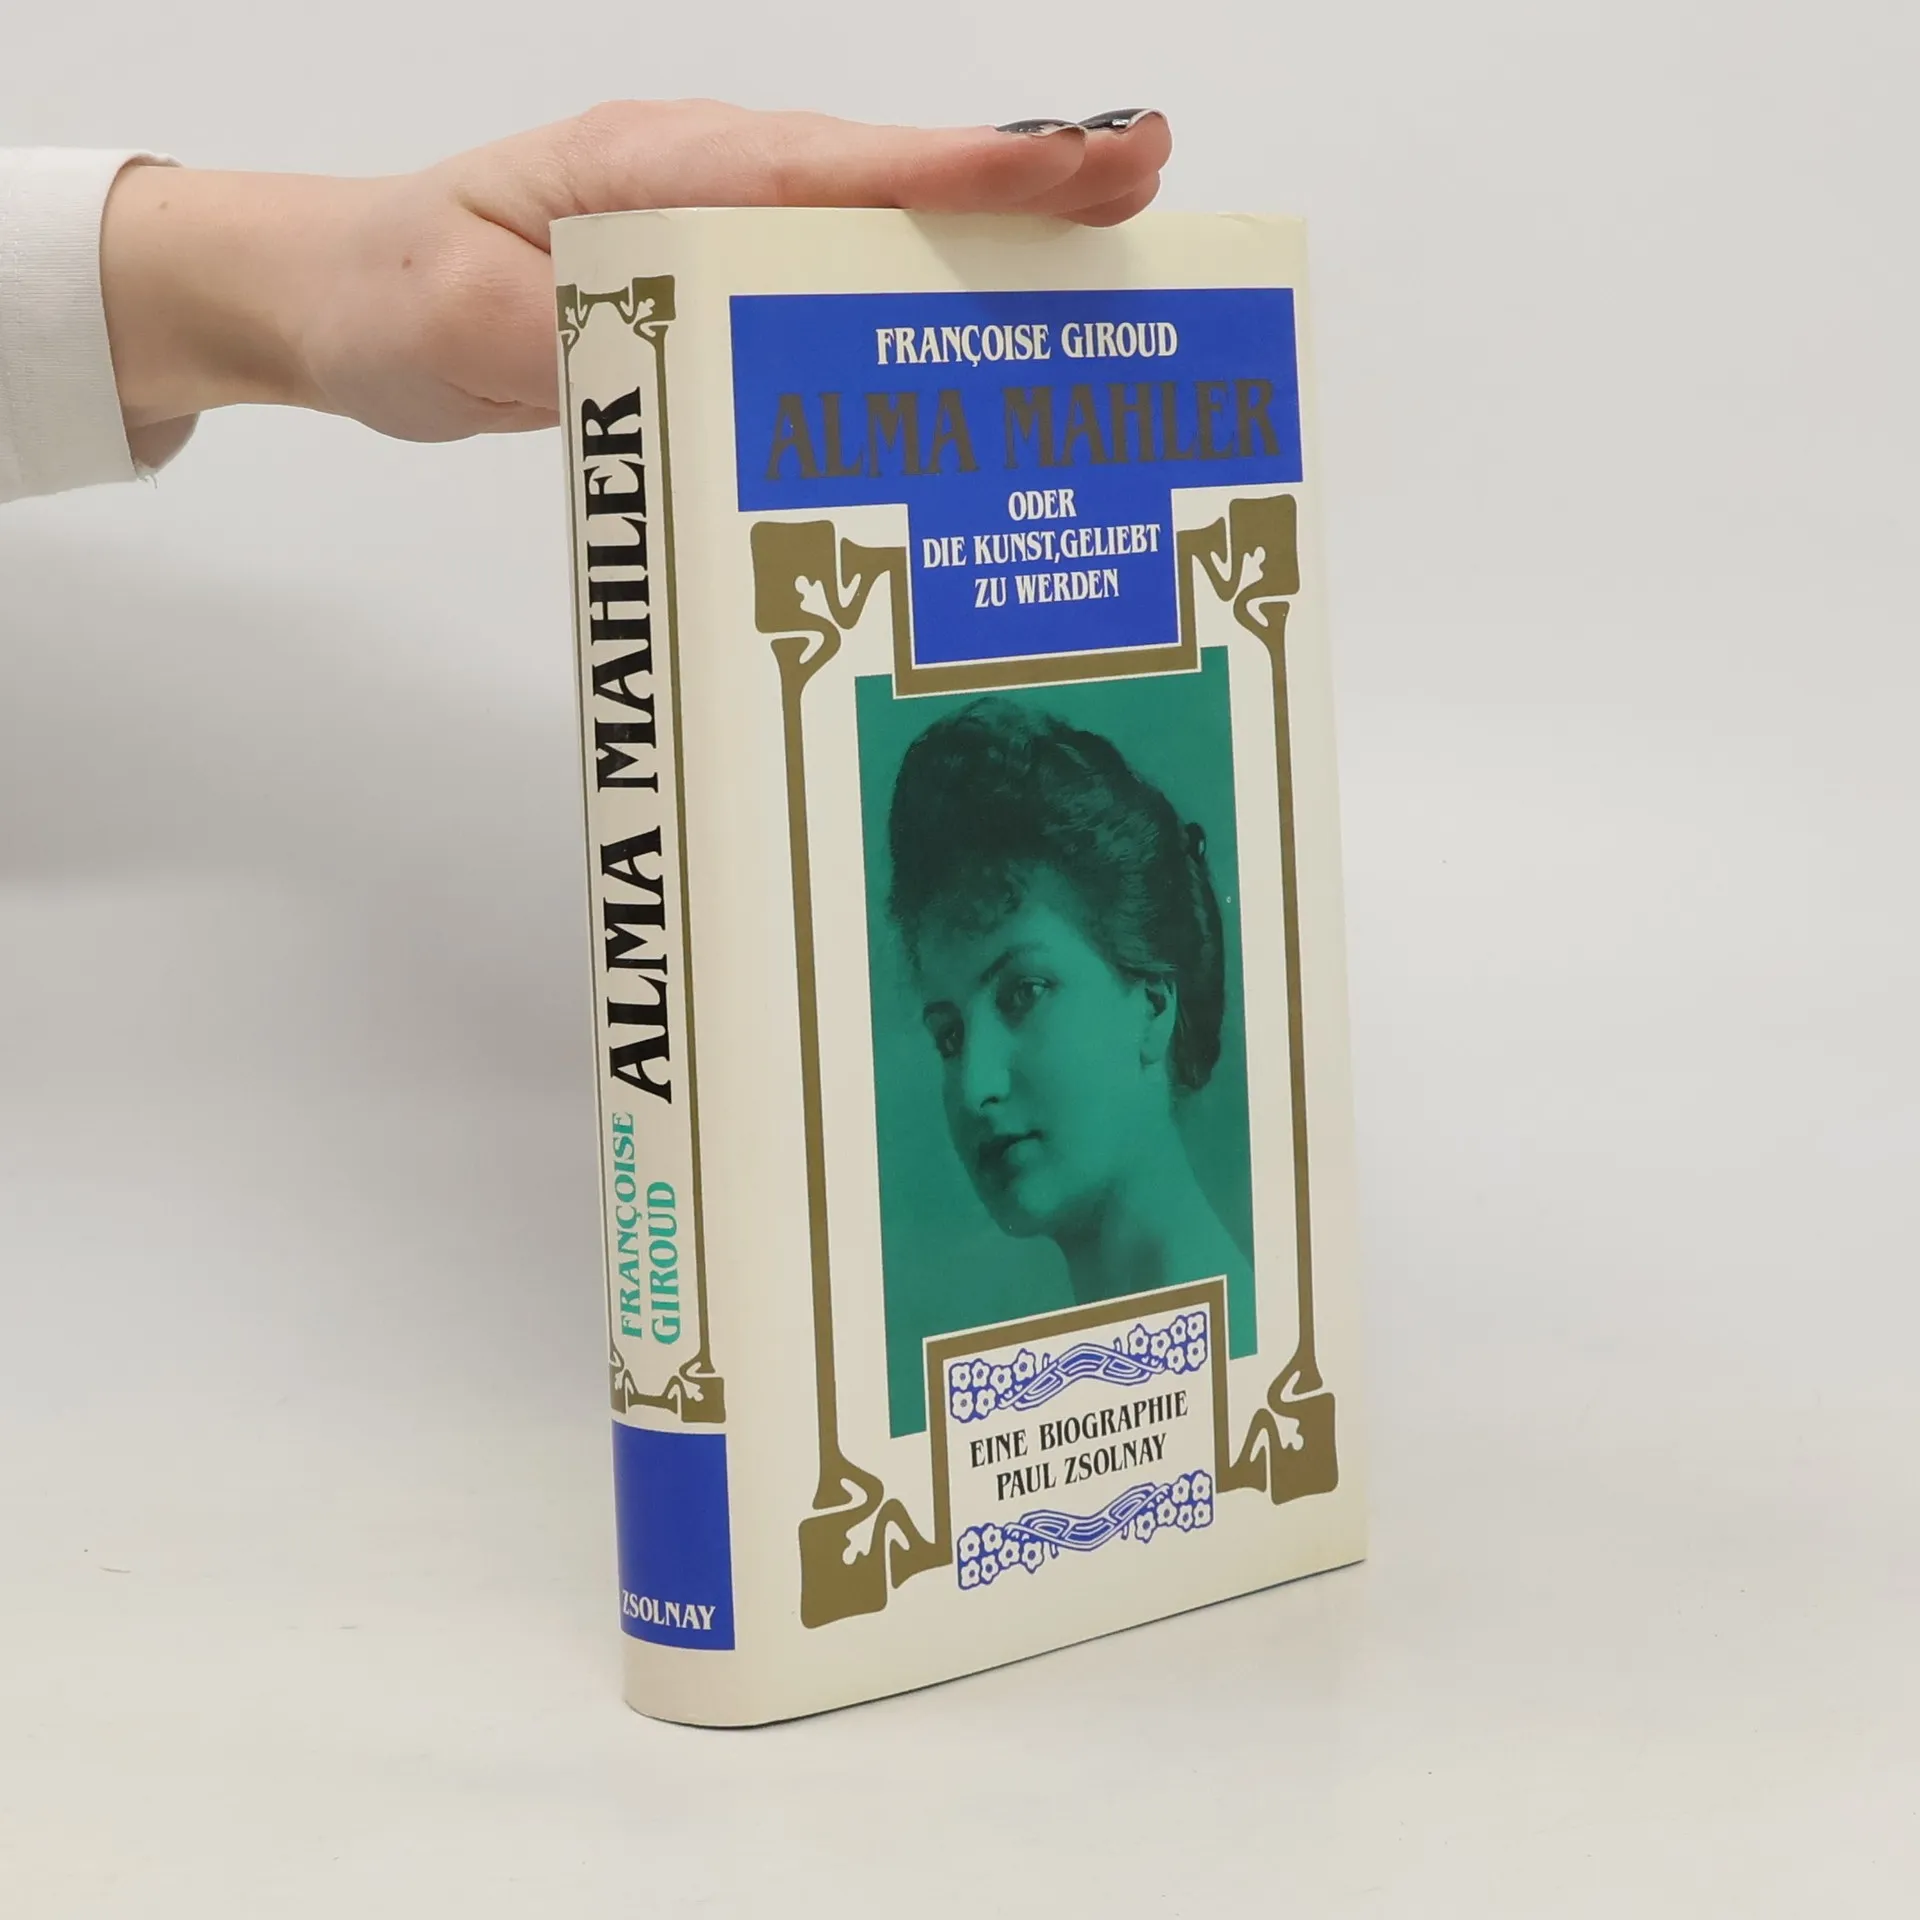 FRANÇOISE GIROUD
ALMA MAHLER
ODER
DIE KUNST,GELIEBT
ZU WERDEN
EINE BIOGRAPHIE
PAUL ZSOLNAY
ALMA MAHLER
FRANÇOISE
GIROUD
ZSOLNAY